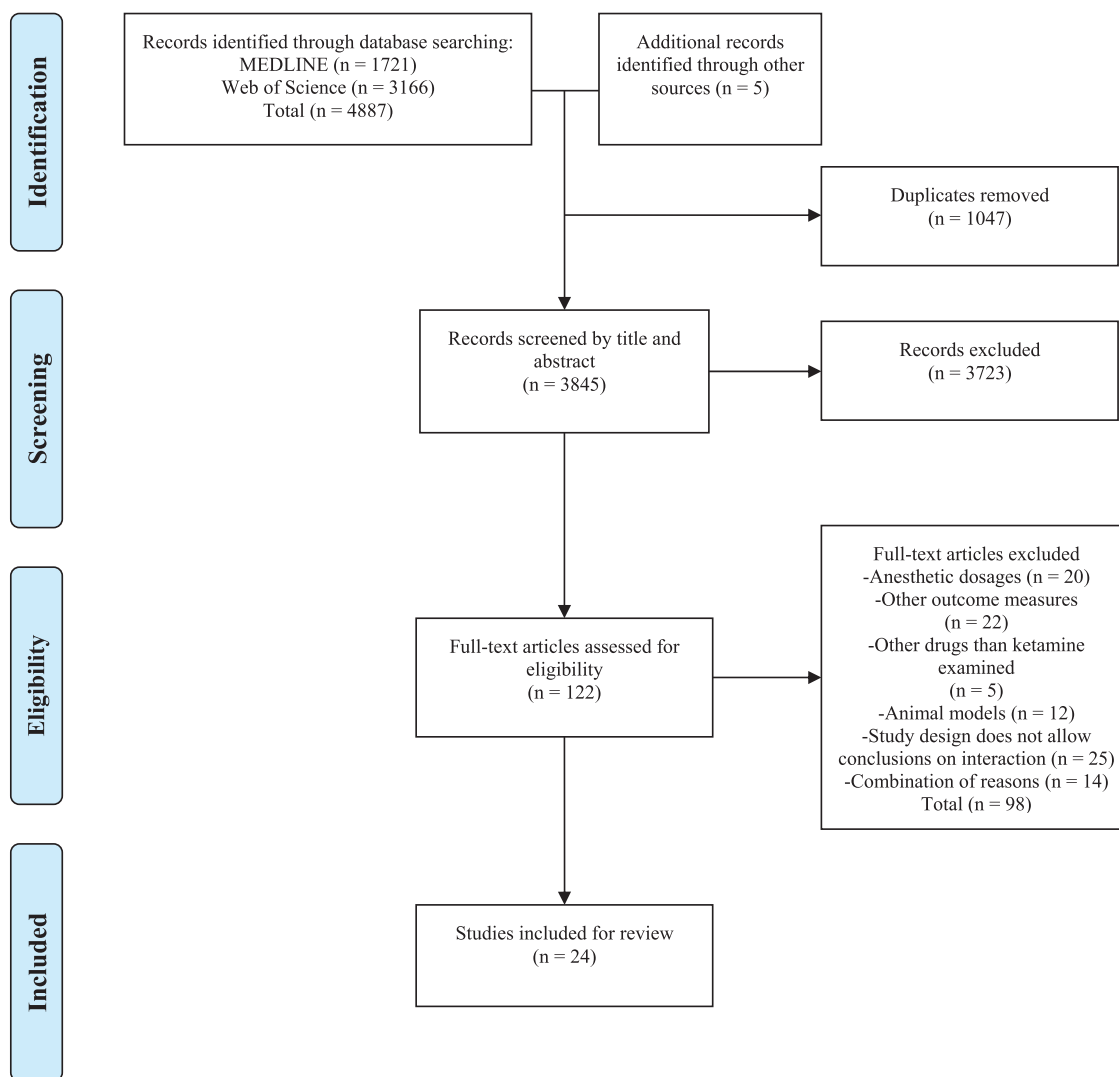 Identification
Records identified through database searching:
MEDLINE (n = 1721)
Web of Science (n = 3166)
Total (n = 4887)
Additional records
identified through other
sources (n = 5)
Duplicates removed
(n = 1047)
Screening
Records screened by title and
abstract
(n = 3845)
Records excluded
(n = 3723)
Eligibility
Full-text articles assessed for
eligibility
(n = 122)
Full-text articles excluded
-Anesthetic dosages (n = 20)
-Other outcome measures
(n = 22)
-Other drugs than ketamine
examined
(n = 5)
-Animal models (n = 12)
-Study design does not allow
conclusions on interaction (n = 25)
-Combination of reasons (n = 14)
Total (n = 98)
Included
Studies included for review
(n = 24)